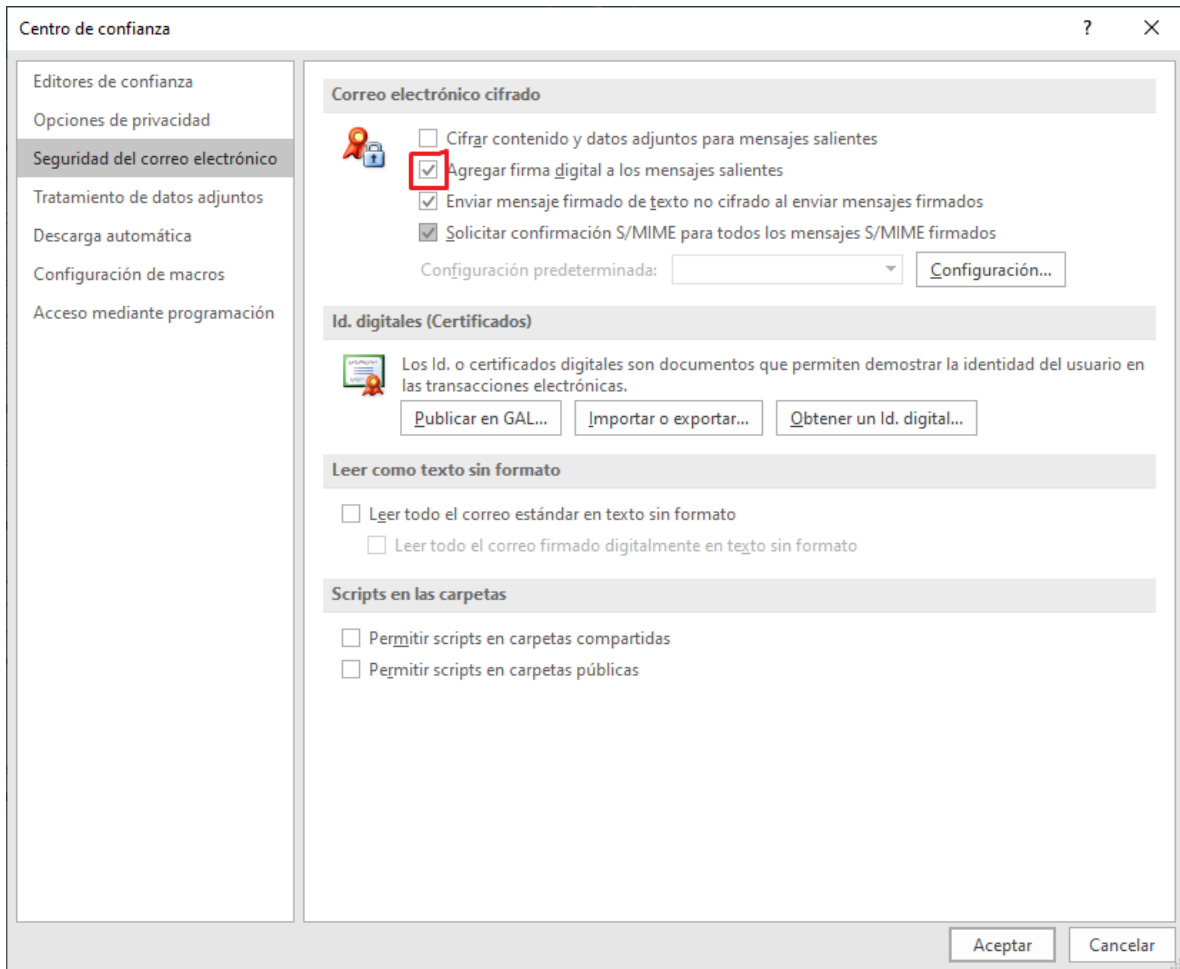 Centro de confianza
?
Editores de confianza
Opciones de privacidad
Seguridad del correo electrónico
Tratamiento de datos adjuntos
Descarga automática
Configuración de macros
Acceso mediante programación
Correo electrónico cifrado
Cifrar contenido y datos adjuntos para mensajes salientes
Agregar firma digital a los mensajes salientes
Enviar mensaje firmado de texto no cifrado al enviar mensajes firmados
Solicitar confirmación S/MIME para todos los mensajes S/MIME firmados
Configuración predeterminada:
Configuración...
Id. digitales (Certificados)
Los Id. o certificados digitales son documentos que permiten demostrar la identidad del usuario en
las transacciones electrónicas.
Publicar en GAL...
Importar o exportar...
Obtener un Id. digital...
Leer como texto sin formato
Leer todo el correo estándar en texto sin formato
Leer todo el correo firmado digitalmente en texto sin formato
Scripts en las carpetas
Permitir scripts en carpetas compartidas
Permitir scripts en carpetas públicas
Aceptar
Cancelar